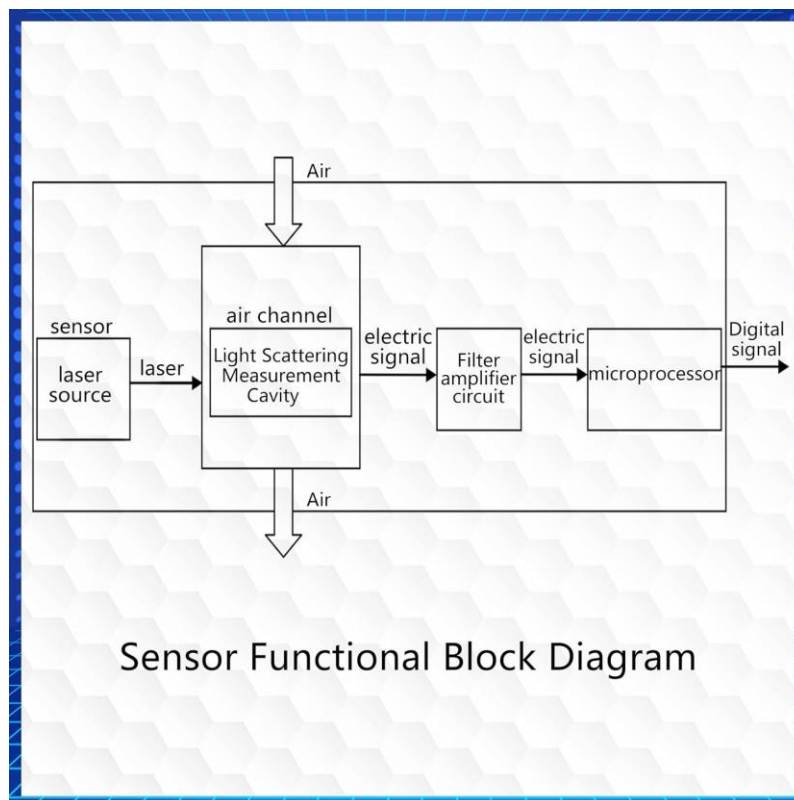 Air
sensor
laser
source
laser
air channel
Light Scattering
Measurement
Cavity
electric
signal
Filter
amplifier
circuit
electric
signal
microprocessor
Digital
signal
Air
Sensor Functional Block Diagram